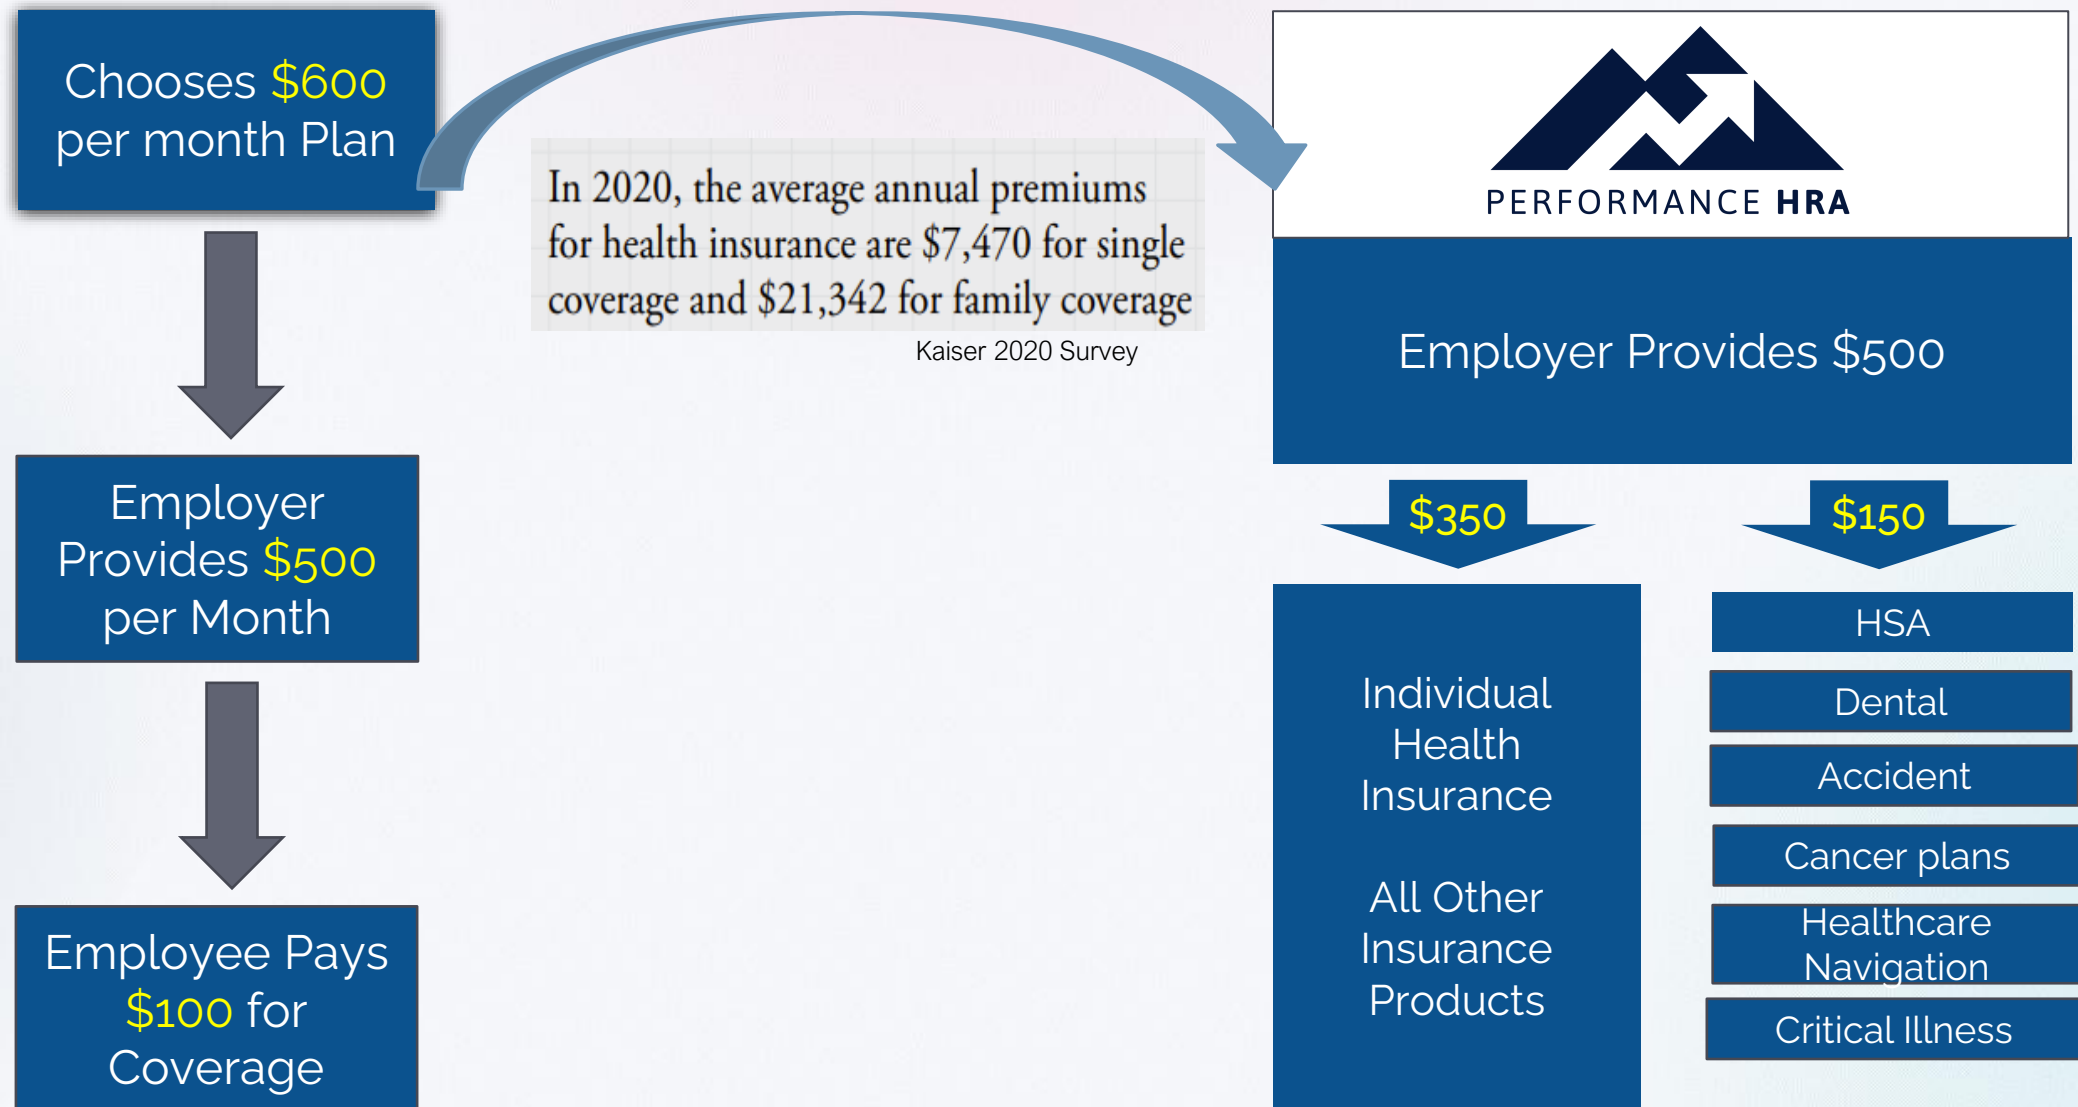 Chooses $600
per month Plan
Employer
Provides $500
per Month
Employee Pays
$100 for
Coverage
In 2020, the average annual premiums
for health insurance are $7,470 for single
coverage and $21,342 for family coverage
Kaiser 2020 Survey
PERFORMANCE HRA
Employer Provides $500
$350
$150
Individual
Health
Insurance
All Other
Insurance
Products
HSA
Dental
Accident
Cancer plans
Healthcare
Navigation
Critical Illness